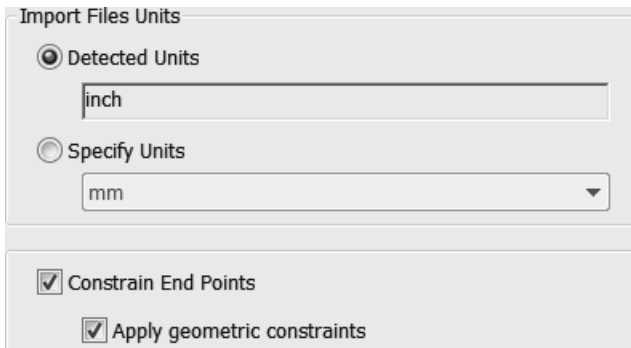 Import Files Units
Detected Units
inch
Specify Units
mm
Constrain End Points
Apply geometric constraints